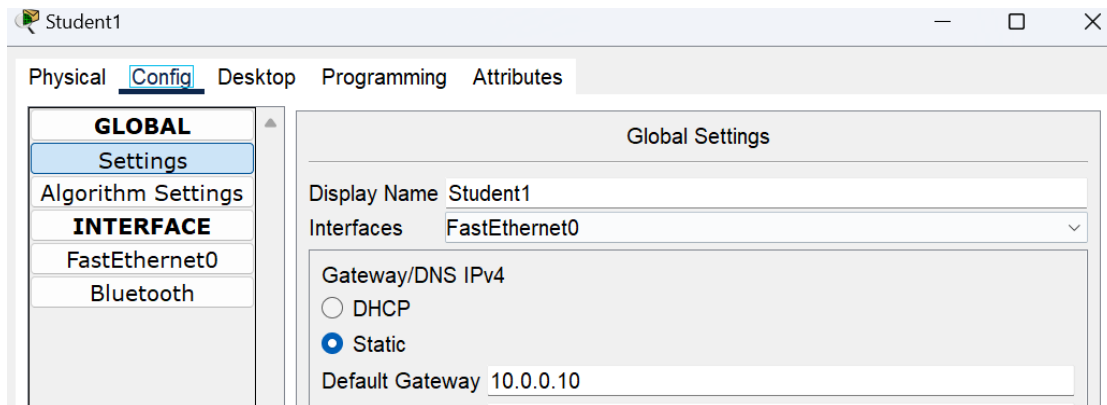 Student1
Physical Config Desktop Programming Attributes
GLOBAL
Settings
Algorithm Settings
INTERFACE
FastEthernet0
Bluetooth
Global Settings
Display Name Student1
Interfaces FastEthernet0
Gateway/DNS IPv4
DHCP
Static
Default Gateway 10.0.0.10